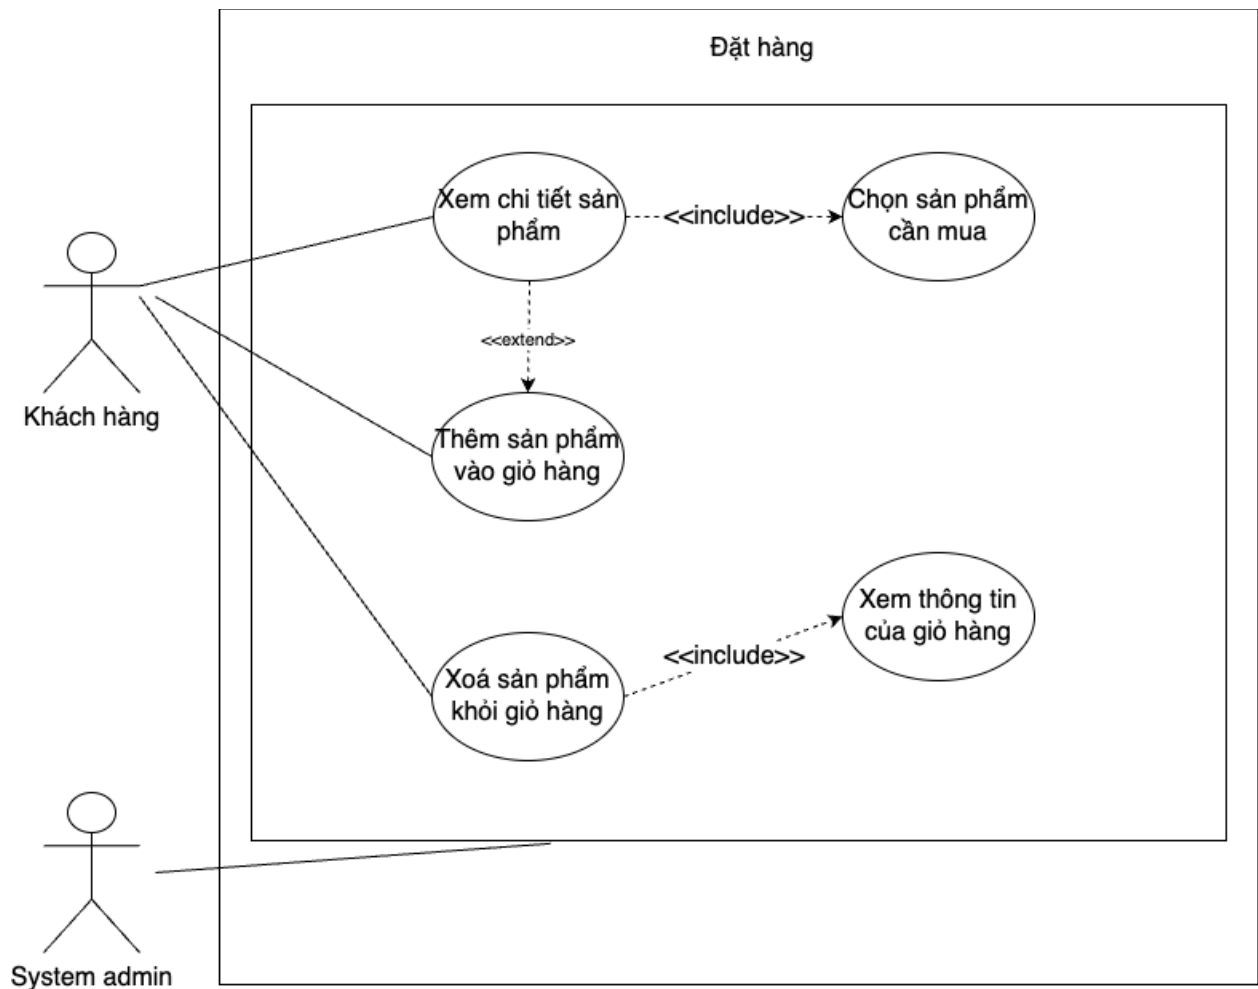 Đặt hàng
Xem chi tiết sản
phẩm
<<include>>
Chọn sản phẩm
cần mua
<<extend>>
Khách hàng
Thêm sản phẩm
vào giỏ hàng
Xem thông tin
của giỏ hàng
<<include>>
Xoá sản phẩm
khỏi giỏ hàng
System admin